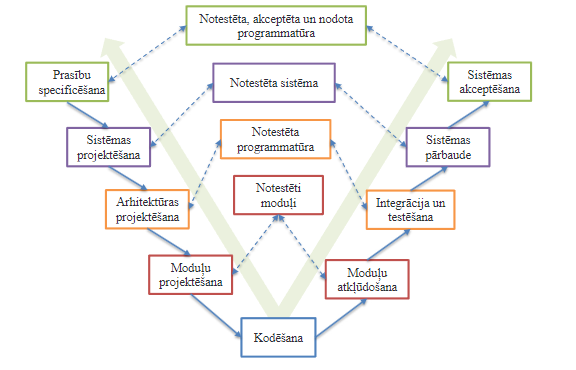 Notestēta, akceptēta un nodota
programmatūra
Prasību
specificēšana
Notestēta sistēma
Sistēmas
akceptēšana
Sistēmas
projektēšana
Notestēta
programmatūra
Sistēmas
pārbaude
Arhitektūras
projektēšana
Notestēti
moduļi
Integrācija un
testēšana
Moduļu
projektēšana
Moduļu
atkļūdošana
Kodēšana